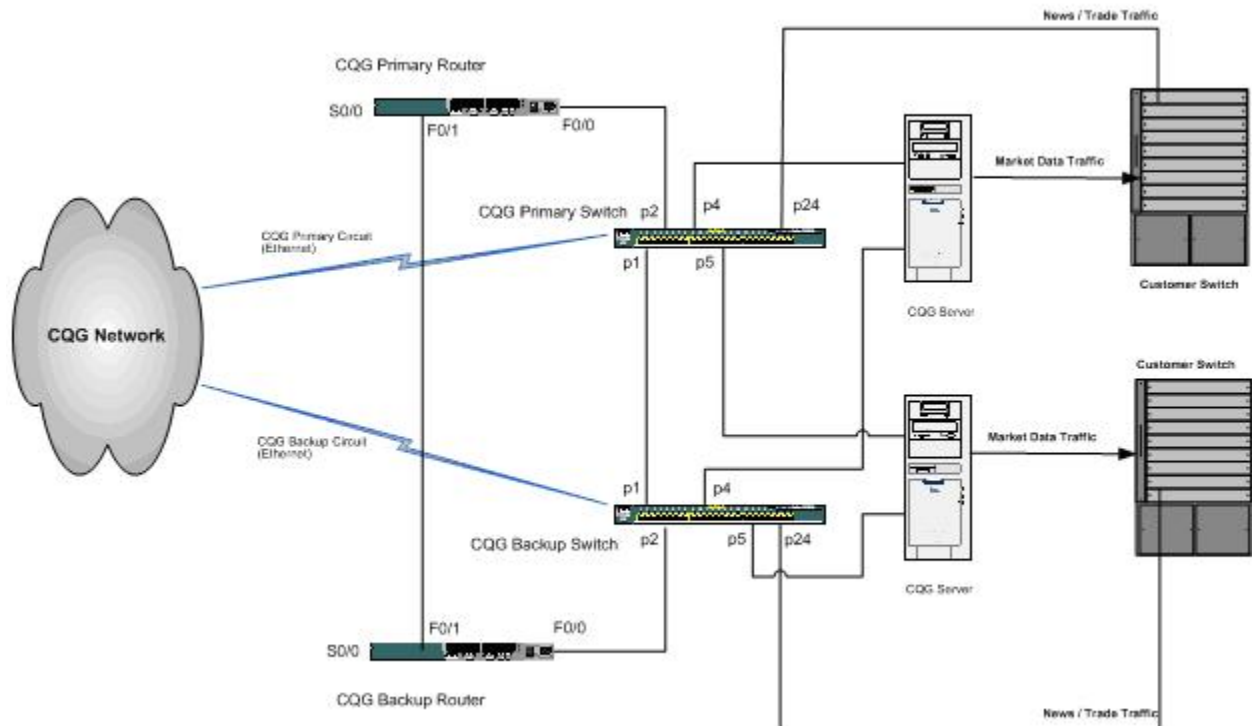 News / Trade Traffic
CQG Primary Router
S0/0
F0/1
F0/0
Market Data Traffic
CQG Primary Switch
p2
p4
p24
CQG Primary Circuit
(Ethernet)
p1
p5
Customer Switch
CQG Server
CQG Network
Customer Switch
CQG Backup Circuit
(Ethernet)
Market Data Traffic
p1
p4
CQG Backup Switch
p2
p5
p24
CQG Server
F0/1
F0/0
S0/0
CQG Backup Router
News / Trade Traffic